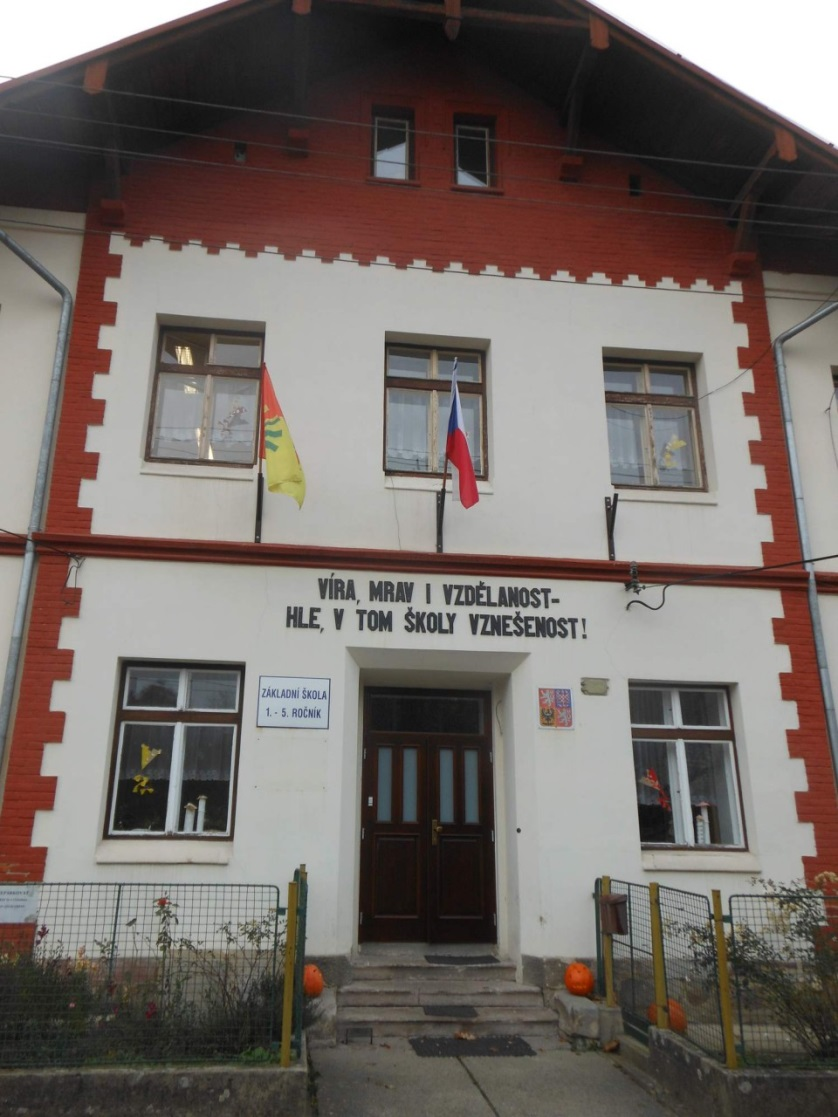 VÍRA, MRAV I VZDĚLANOST-
HLE, V TOM ŠKOLY VZNEŠENOST!
ZÁKLADNÍ ŠKOLA
1. - 5. ROČNÍK